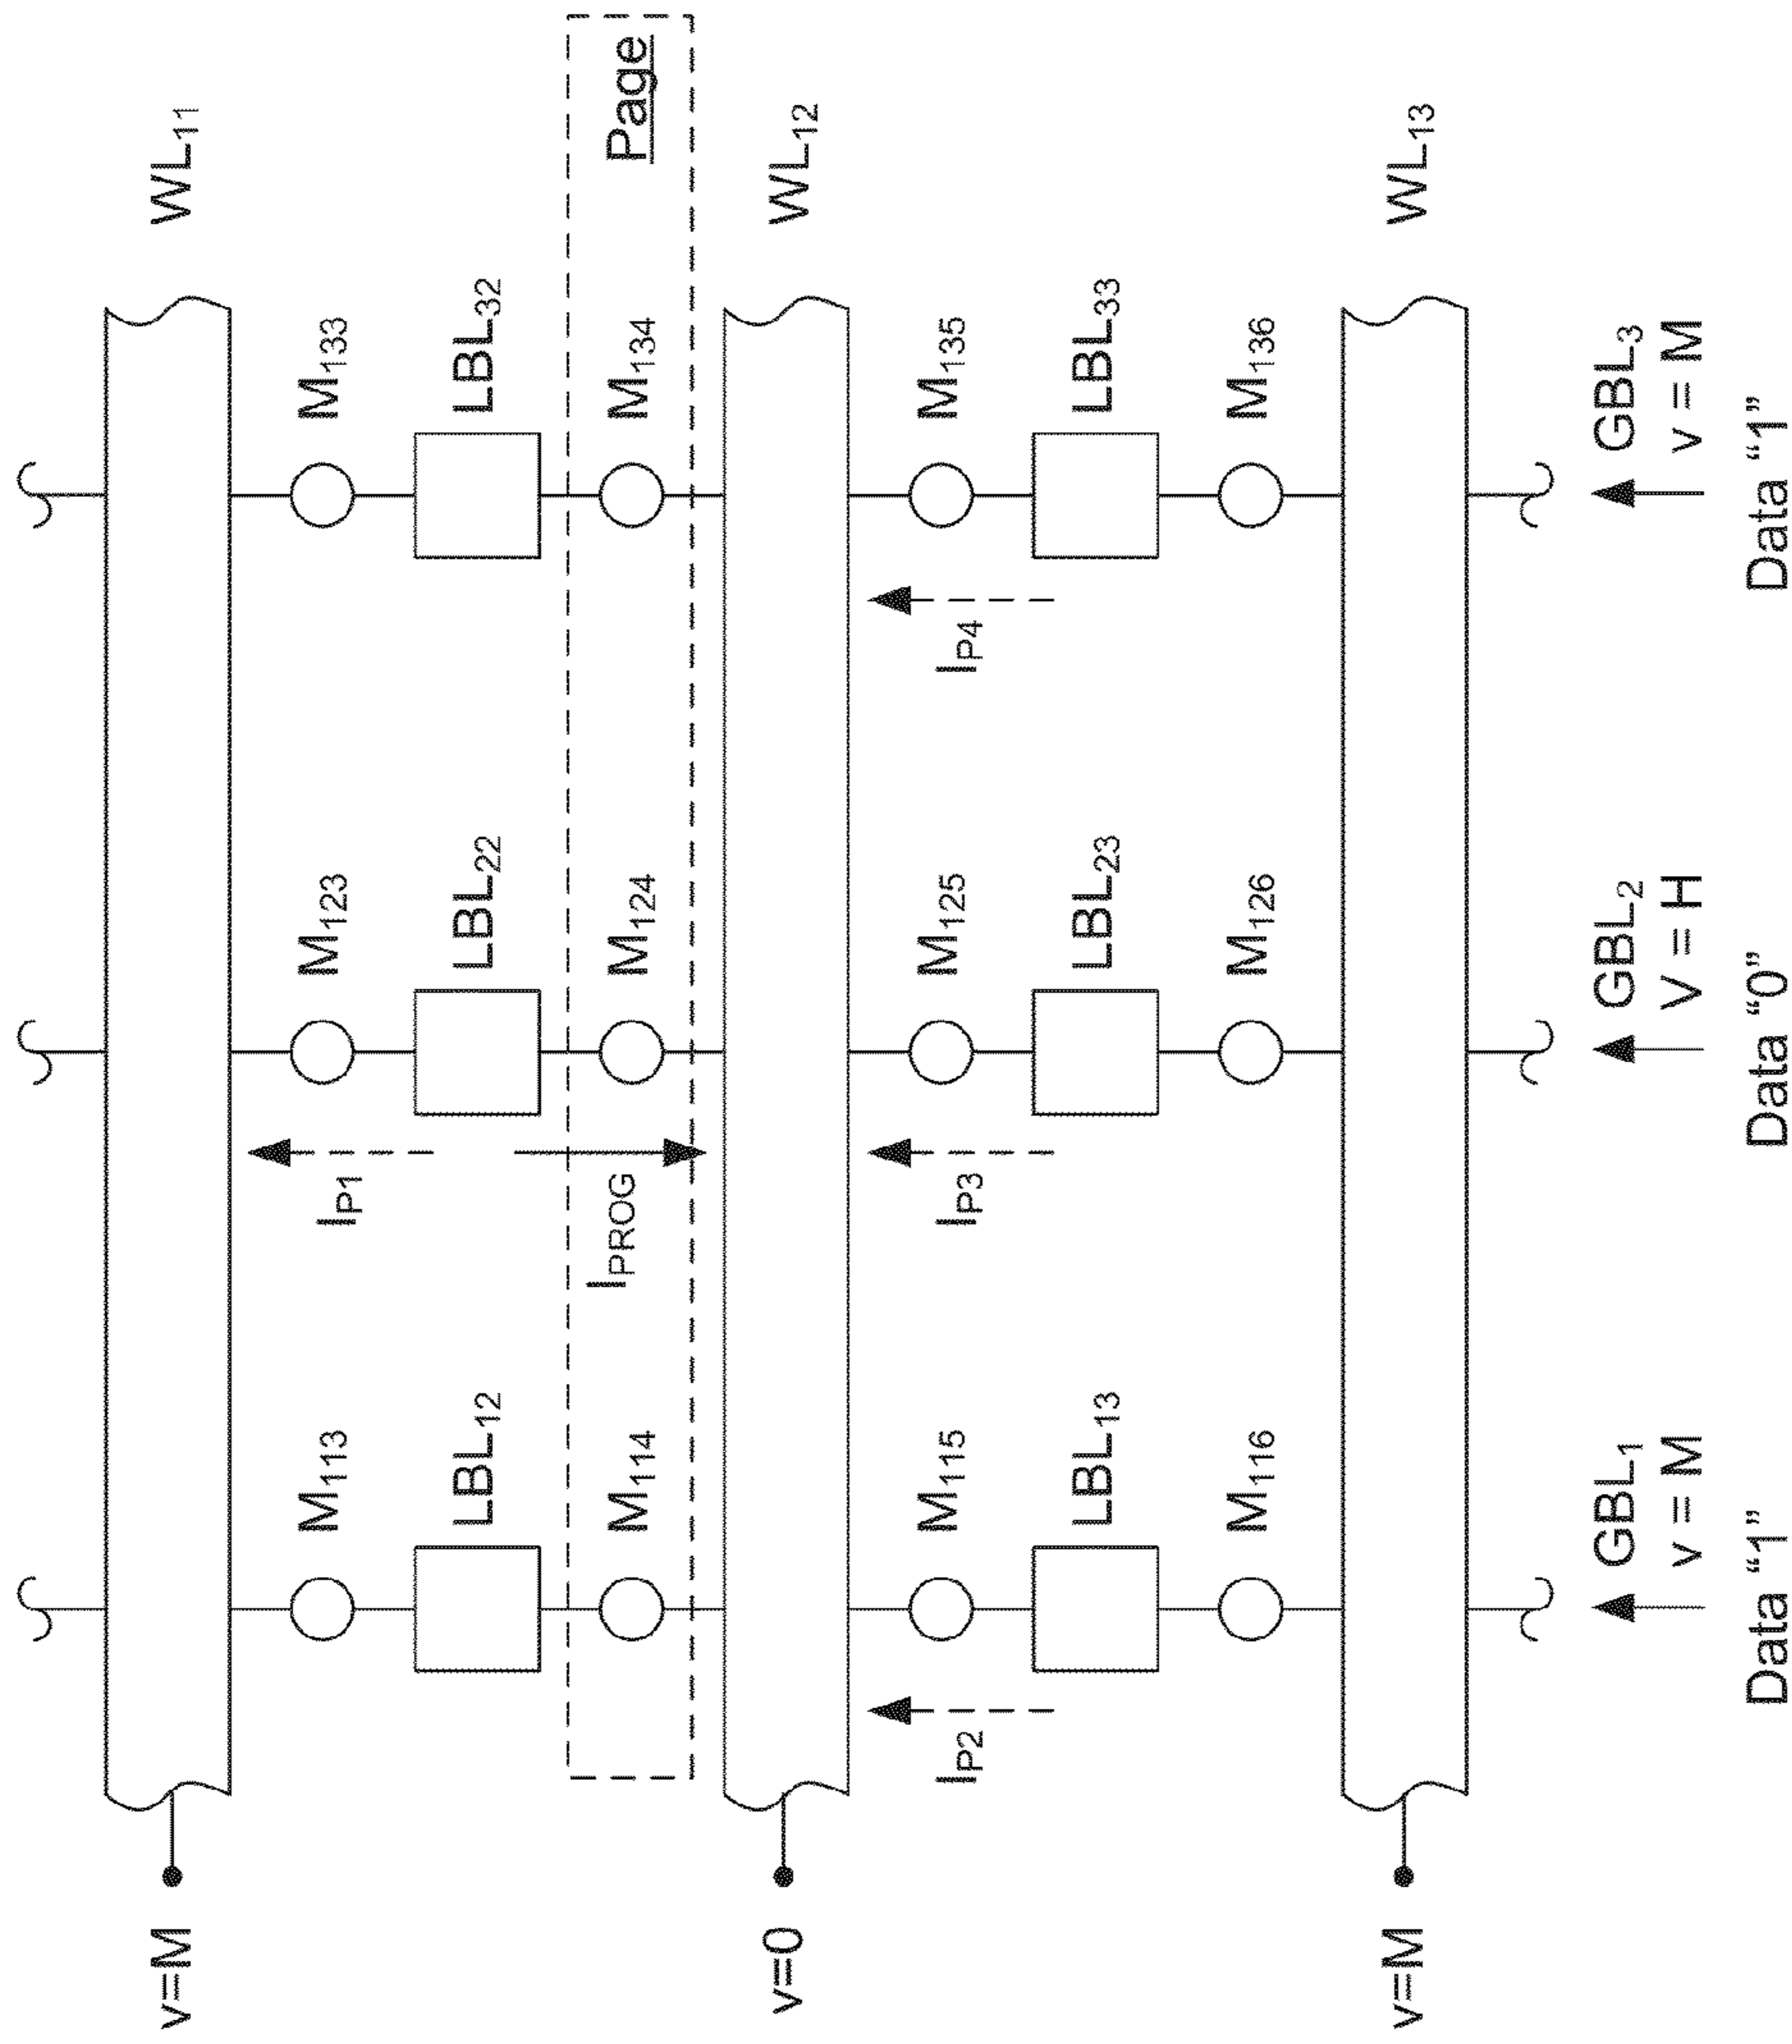 WL11
v=M
M113
M123
M133
LBL12
LBL22
LBL32
IP1
Page
M114
M124
M134
IPROG
WL12
v=0
M115
M125
M135
IP2
IP3
IP4
LBL13
LBL23
LBL33
M116
M126
M136
WL13
v=M
GBL1
v = M
GBL2
V = H
GBL3
v = M
Data “1”
Data “0”
Data “1”